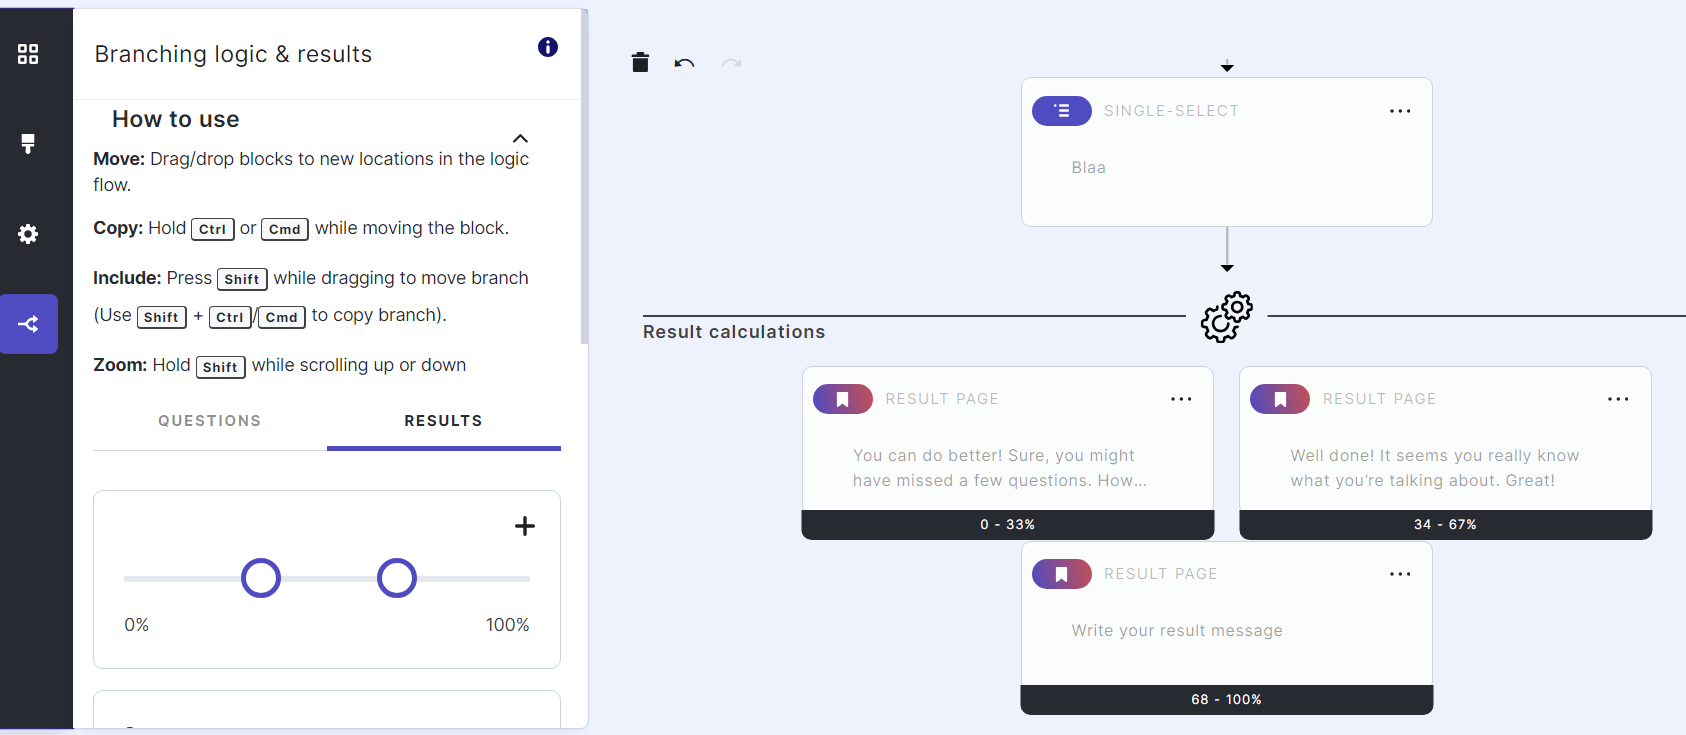 Branching logic & results
How to use
Move: Drag/drop blocks to new locations in the logic
flow.
Copy: Hold Ctrl or Cmd while moving the block.
Include: Press Shift while dragging to move branch
(Use Shift + Ctrl/Cmd to copy branch).
Zoom: Hold Shift while scrolling up or down
QUESTIONS RESULTS
0% 100%
SINGLE-SELECT
Blaa
Result calculations
RESULT PAGE
You can do better! Sure, you might
have missed a few questions. How...
0 - 33%
RESULT PAGE
Well done! It seems you really know
what you're talking about. Great!
34 - 67%
RESULT PAGE
Write your result message
68 - 100%